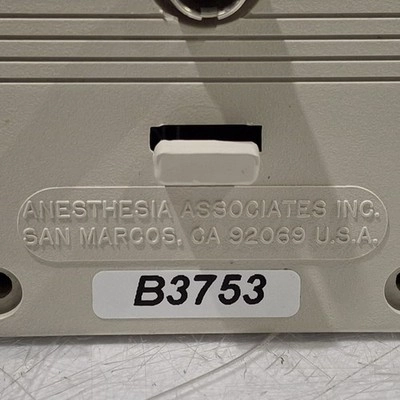 ANESTHESIA ASSOCIATES INC.
SAN MARCOS, CA 92069 U.S.A.
B3753